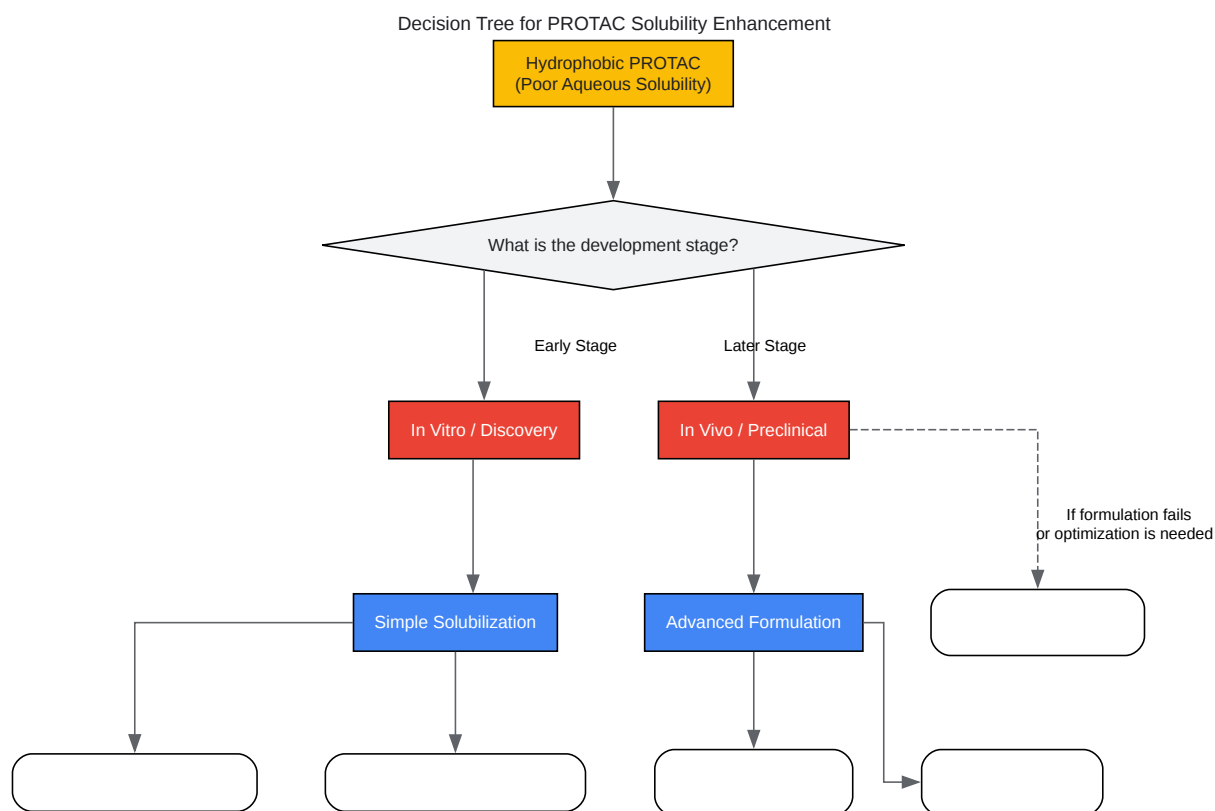 Decision Tree for PROTAC Solubility Enhancement
Hydrophobic PROTAC
(Poor Aqueous Solubility)
What is the development stage?
Early Stage
Later Stage
In Vitro / Discovery
In Vivo / Preclinical
If formulation fails
or optimization is needed
Simple Solubilization
Advanced Formulation